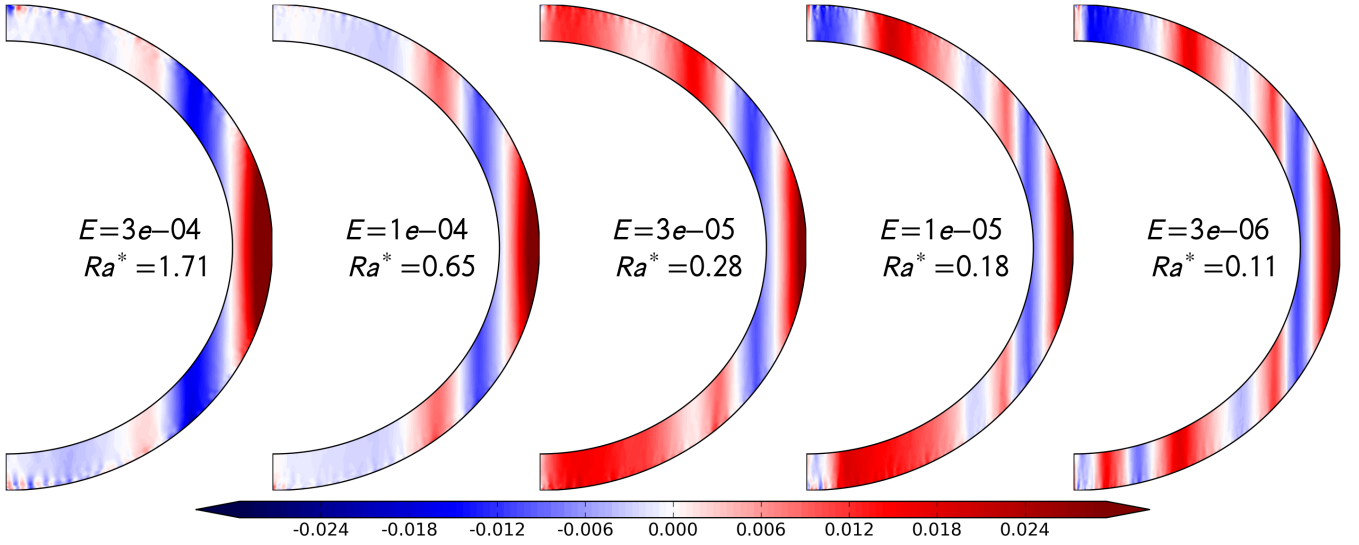 E=3e−04
Ra* =1.71
E=1e−04
Ra* =0.65
E=3e−05
Ra* =0.28
E=1e−05
Ra* =0.18
E=3e−06
Ra* =0.11
-0.024 -0.018 -0.012 -0.006 0.000 0.006 0.012 0.018 0.024